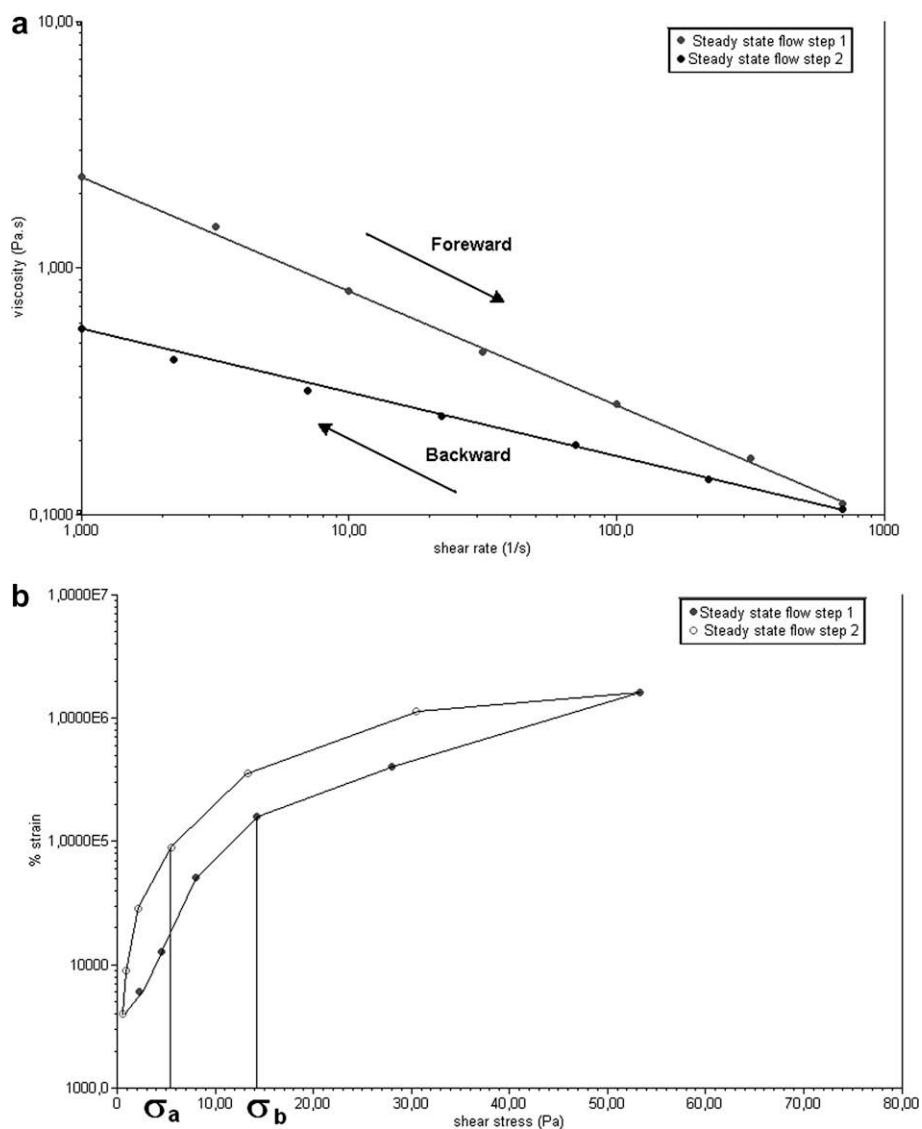 a
10,00
Steady state flow step 1
Steady state flow step 2
viscosity (Pa.s)
1,000
Foreward
Backward
0,1000
1,000
10,00
100,0
1000
shear rate (1/s)
b
1,0000E7
Steady state flow step 1
Steady state flow step 2
1,0000E6
% strain
1,0000E5
10000
1000,0
0
σa
10,00
σb
20,00
30,00
40,00
50,00
60,00
70,00
80,00
shear stress (Pa)